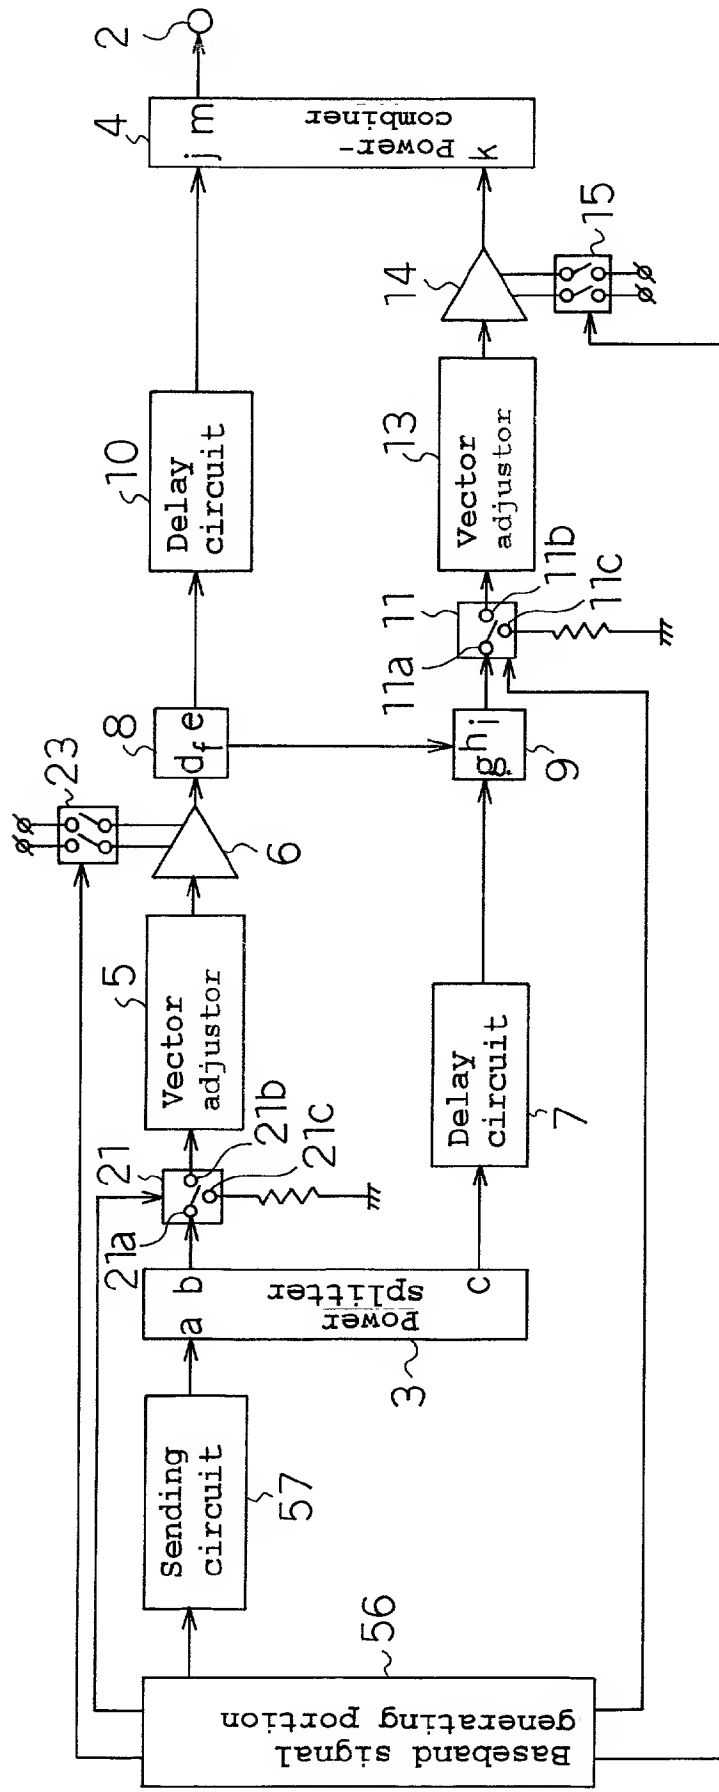 Baseband signal
generating portion
56
Sending
circuit
57
Power
splitter
3
a
b
c
21
21a
21b
21c
Vector
adjustor
5
23
6
Delay
circuit
7
8
d
f
e
9
g
h
i
Delay
circuit
10
11
11a
11b
11c
Vector
adjustor
13
14
15
Power-
combiner
4
j
m
k
2